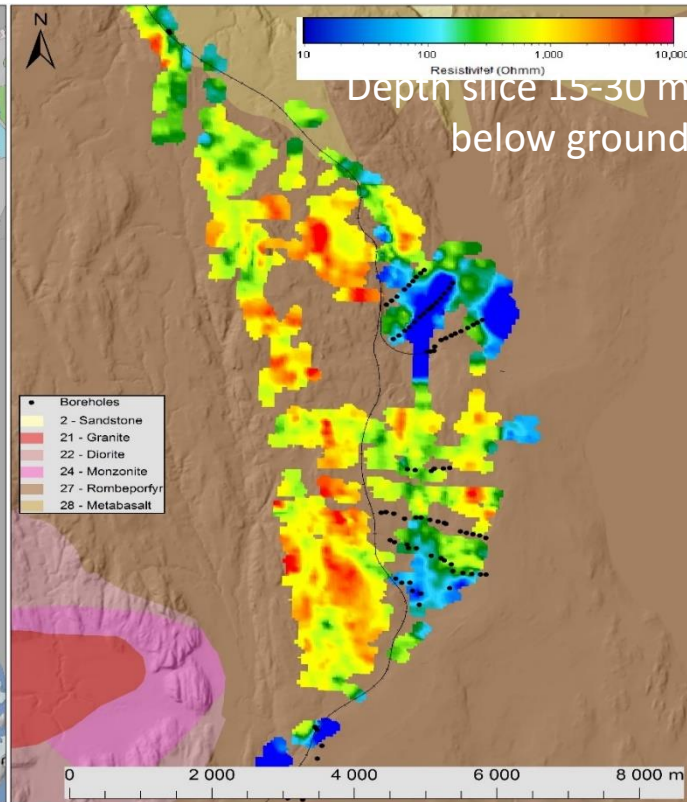 N
10 100 1,000 10,000
Resistivitet (Ohmm)
Depth slice 15-30 m
below ground
Boreholes
2 - Sandstone
21 - Granite
22 - Diorite
24 - Monzonite
27 - Rombeporfyr
28 - Metabasalt
0 2 000 4 000 6 000 8 000 m